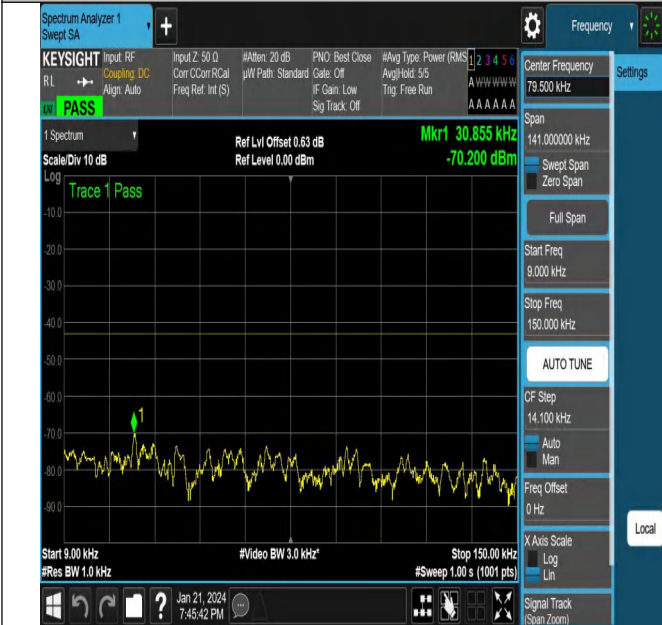 Spectrum Analyzer 1
Swept SA
+
Frequency
KEYSIGHT
RL
Input: RF
Coupling: DC
Align: Auto
Input Z: 50 Ω
Corr CCorr RCal
Freq Ref: Int (S)
#Atten: 20 dB
µW Path: Standard
PNO: Best Close
Gate: Off
IF Gain: Low
Sig Track: Off
#Avg Type: Power (RMS
Avg|Hold: 5/5
Trig: Free Run
1 2 3 4 5 6
A W W W W W
A A A A A A
LXI
PASS
1 Spectrum
Scale/Div 10 dB
Ref Lvl Offset 0.63 dB
Ref Level 0.00 dBm
Mkr1 30.855 kHz
-70.200 dBm
Log
Trace 1 Pass
-10.0
-20.0
-30.0
-40.0
-50.0
-60.0
-70.0
-80.0
-90.0
1
Start 9.00 kHz
#Res BW 1.0 kHz
#Video BW 3.0 kHz*
Stop 150.00 kHz
#Sweep 1.00 s (1001 pts)
?
Jan 21, 2024
7:45:42 PM
Center Frequency
79.500 kHz
Span
141.000000 kHz
Swept Span
Zero Span
Full Span
Start Freq
9.000 kHz
Stop Freq
150.000 kHz
AUTO TUNE
CF Step
14.100 kHz
Auto
Man
Freq Offset
0 Hz
X Axis Scale
Log
Lin
Signal Track
(Span Zoom)
Settings
Local